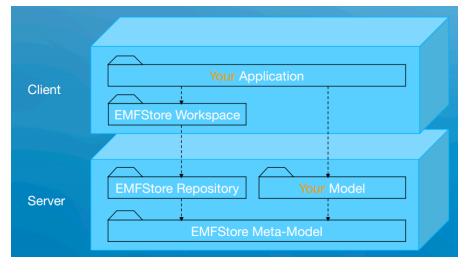 Your Application
Client
EMFStore Workspace
EMFStore Repository
Your Model
Server
EMFStore Meta-Model